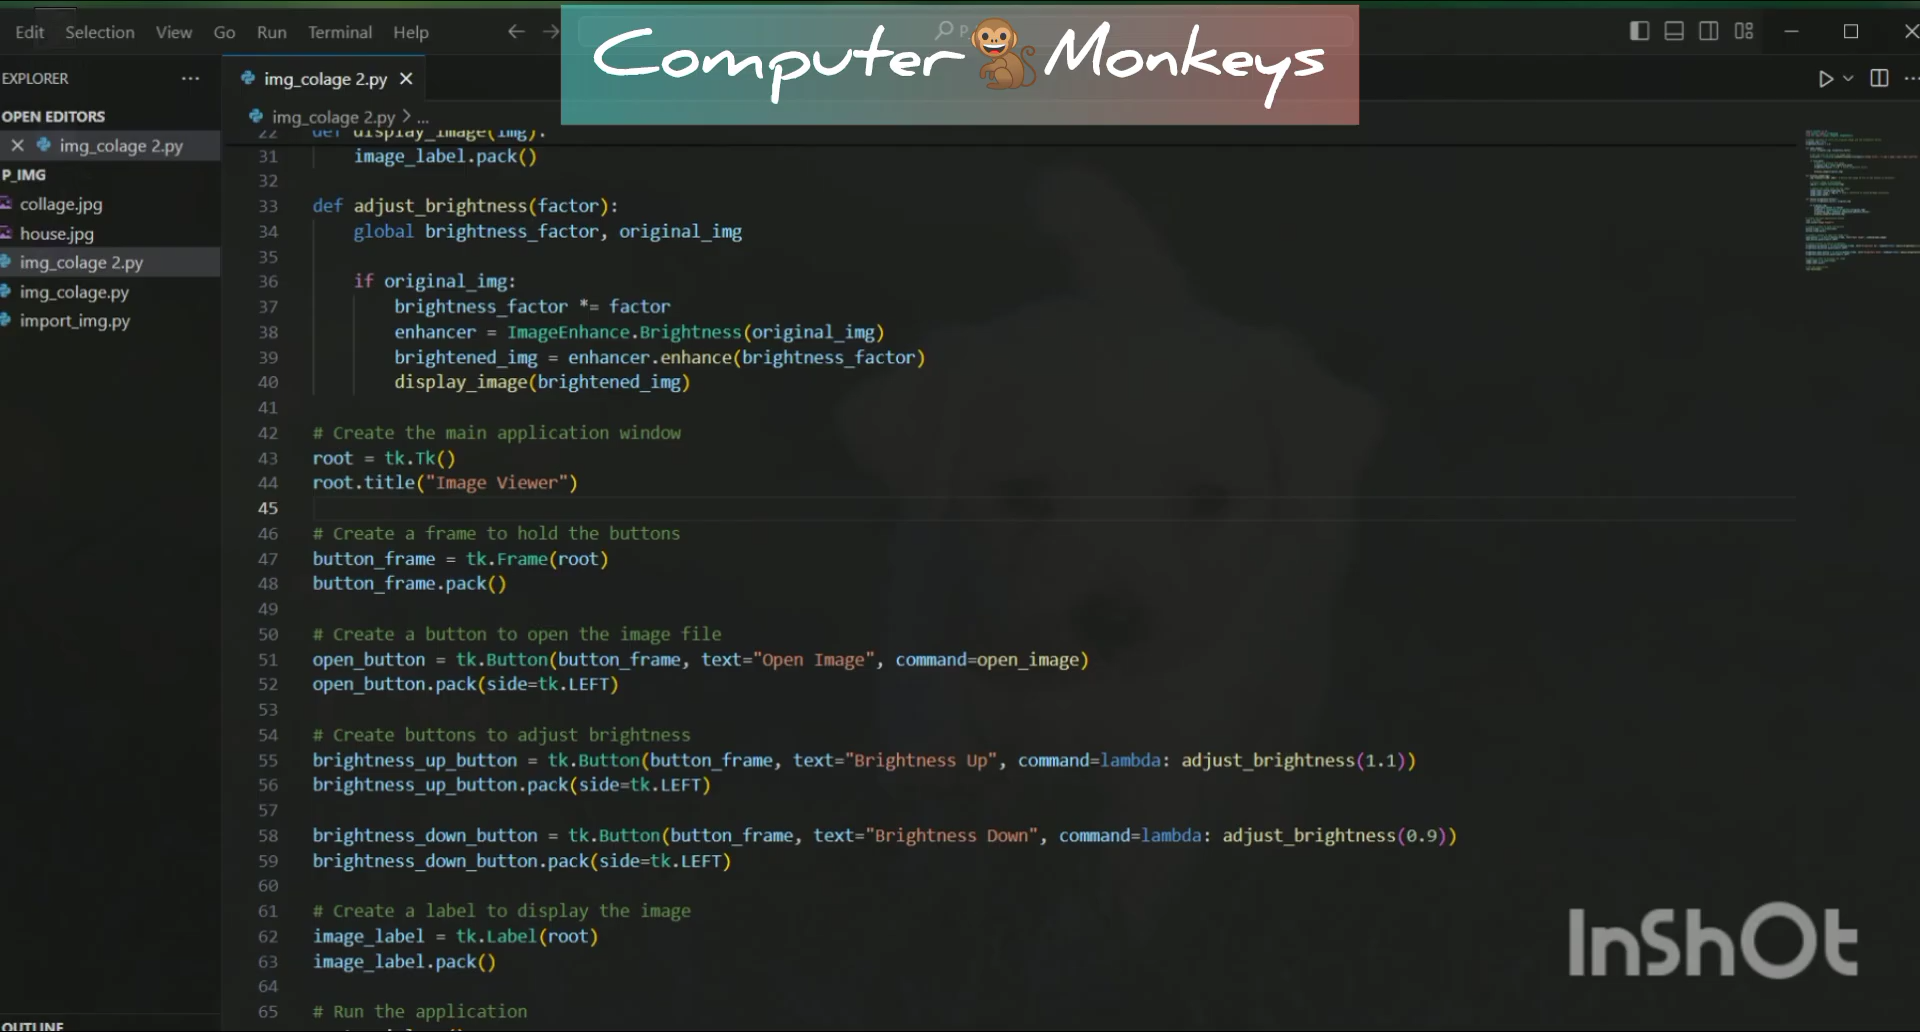 Computer Monkeys
Edit Selection View Go Run Terminal Help
EXPLORER
img_colage 2.py
OPEN EDITORS
img_colage 2.py
P_IMG
collage.jpg
house.jpg
img_colage 2.py
img_colage.py
import_img.py
OUTLINE
img_colage 2.py > ...
22 def display_image(img):
31 image_label.pack()
32
33 def adjust_brightness(factor):
34 global brightness_factor, original_img
35
36 if original_img:
37 brightness_factor *= factor
38 enhancer = ImageEnhance.Brightness(original_img)
39 brightened_img = enhancer.enhance(brightness_factor)
40 display_image(brightened_img)
41
42 # Create the main application window
43 root = tk.Tk()
44 root.title("Image Viewer")
45
46 # Create a frame to hold the buttons
47 button_frame = tk.Frame(root)
48 button_frame.pack()
49
50 # Create a button to open the image file
51 open_button = tk.Button(button_frame, text="Open Image", command=open_image)
52 open_button.pack(side=tk.LEFT)
53
54 # Create buttons to adjust brightness
55 brightness_up_button = tk.Button(button_frame, text="Brightness Up", command=lambda: adjust_brightness(1.1))
56 brightness_up_button.pack(side=tk.LEFT)
57
58 brightness_down_button = tk.Button(button_frame, text="Brightness Down", command=lambda: adjust_brightness(0.9))
59 brightness_down_button.pack(side=tk.LEFT)
60
61 # Create a label to display the image
62 image_label = tk.Label(root)
63 image_label.pack()
64
65 # Run the application
InShOt